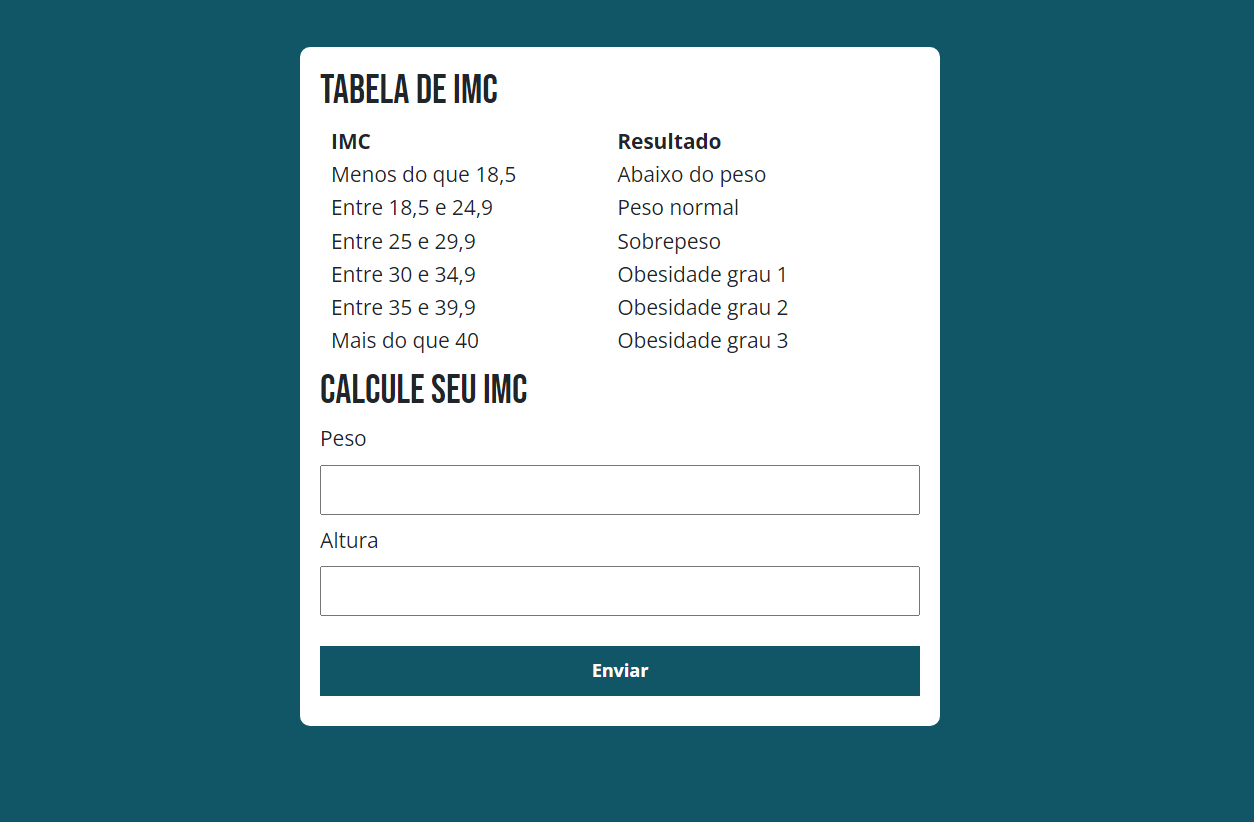 TABELA DE IMC
IMC Resultado
Menos do que 18,5 Abaixo do peso
Entre 18,5 e 24,9 Peso normal
Entre 25 e 29,9 Sobrepeso
Entre 30 e 34,9 Obesidade grau 1
Entre 35 e 39,9 Obesidade grau 2
Mais do que 40 Obesidade grau 3
CALCULE SEU IMC
Peso
Altura
Enviar